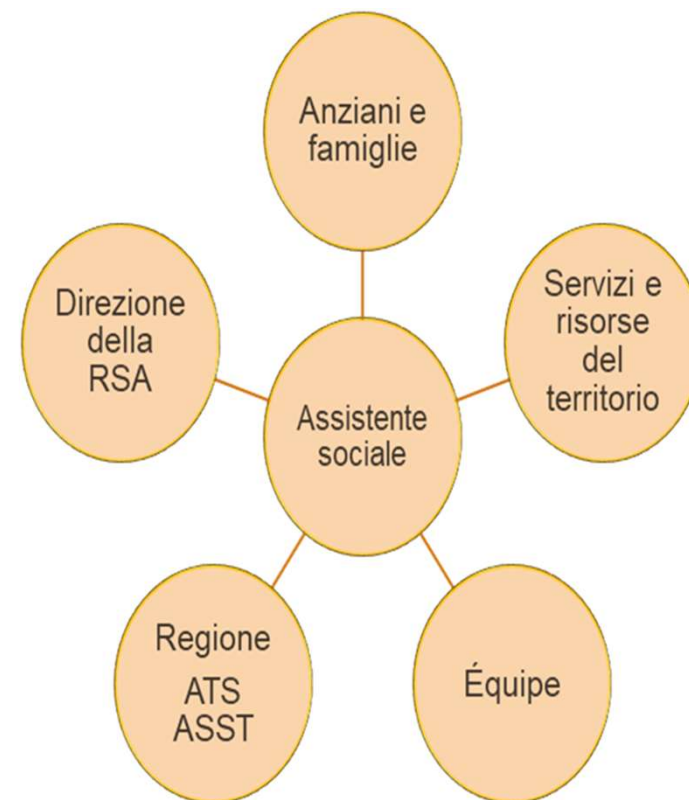 Anziani e
famiglie
Direzione
della
RSA
Servizi e
risorse
del
territorio
Assistente
sociale
Regione
ATS
ASST
Équipe